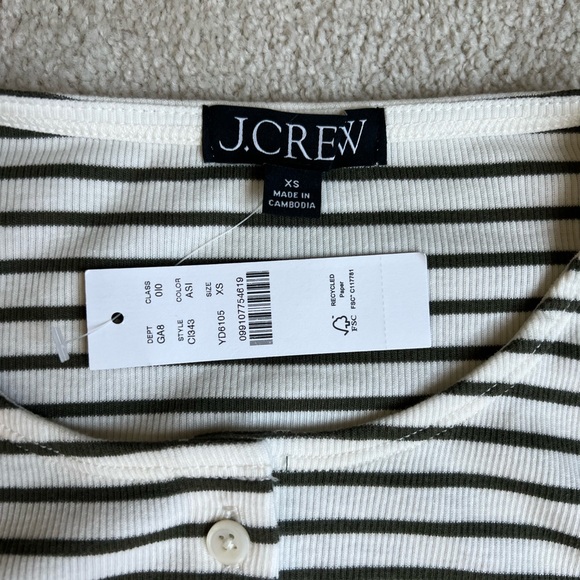 J.CREW
XS
MADE IN
CAMBODIA
DEPT
GA8
CLASS
010
STYLE
CI343
COLOR
ASI
SIZE
XS
YD6105
099107754619
RECYCLED
Paper
FSC® C117781
FSC